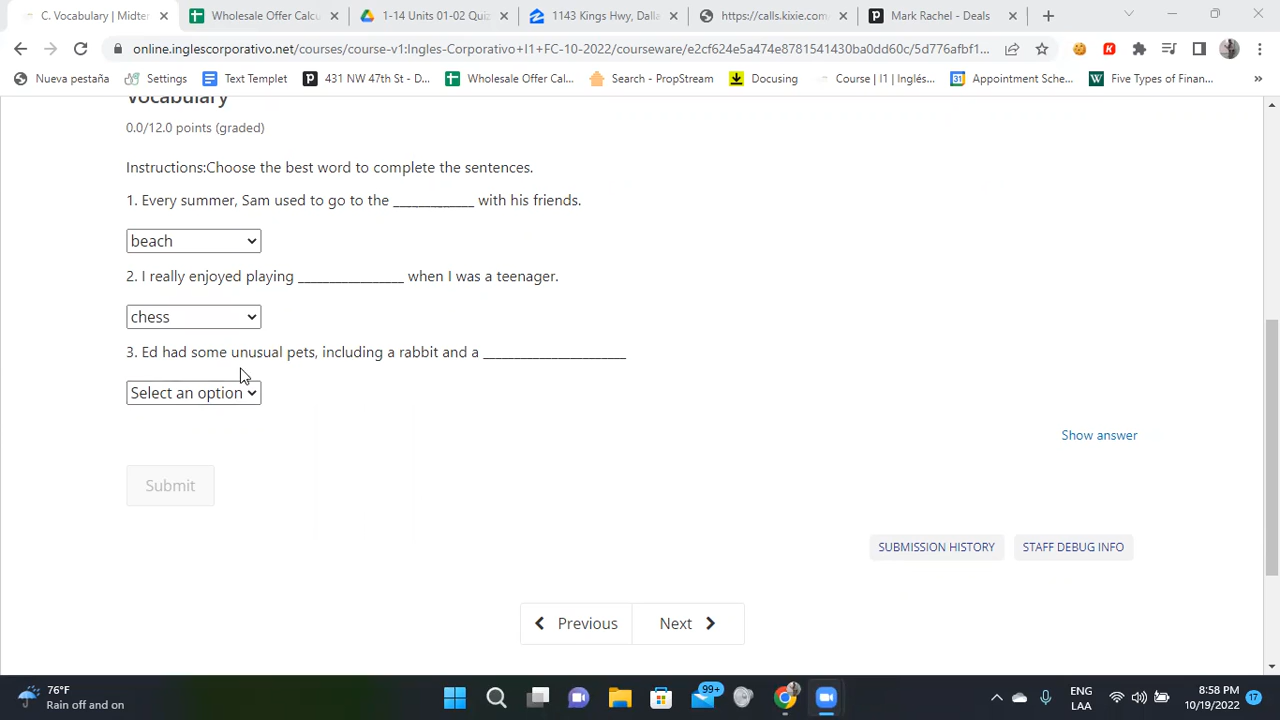 C. Vocabulary | Midter
Wholesale Offer Calcu
1-14 Units 01-02 Quiz
1143 Kings Hwy, Dalla
https://calls.kixie.com
Mark Rachel - Deals
online.inglescorporativo.net/courses/course-v1:Ingles-Corporativo+I1+FC-10-2022/courseware/e2cf624e5a474e8781541430ba0dd60c/5d776afbf1...
Nueva pestaña
Settings
Text Templet
431 NW 47th St - D...
Wholesale Offer Cal...
Search - PropStream
Docusing
Course | I1 | Inglés...
Appointment Sche...
Five Types of Finan...
»
Vocabulary
0.0/12.0 points (graded)
Instructions:Choose the best word to complete the sentences.
1. Every summer, Sam used to go to the _____________ with his friends.
beach
2. I really enjoyed playing _________________ when I was a teenager.
chess
3. Ed had some unusual pets, including a rabbit and a _______________________
Select an option
Show answer
Submit
SUBMISSION HISTORY
STAFF DEBUG INFO
Previous
Next
76°F
Rain off and on
99+
ENG
LAA
8:58 PM
10/19/2022
17